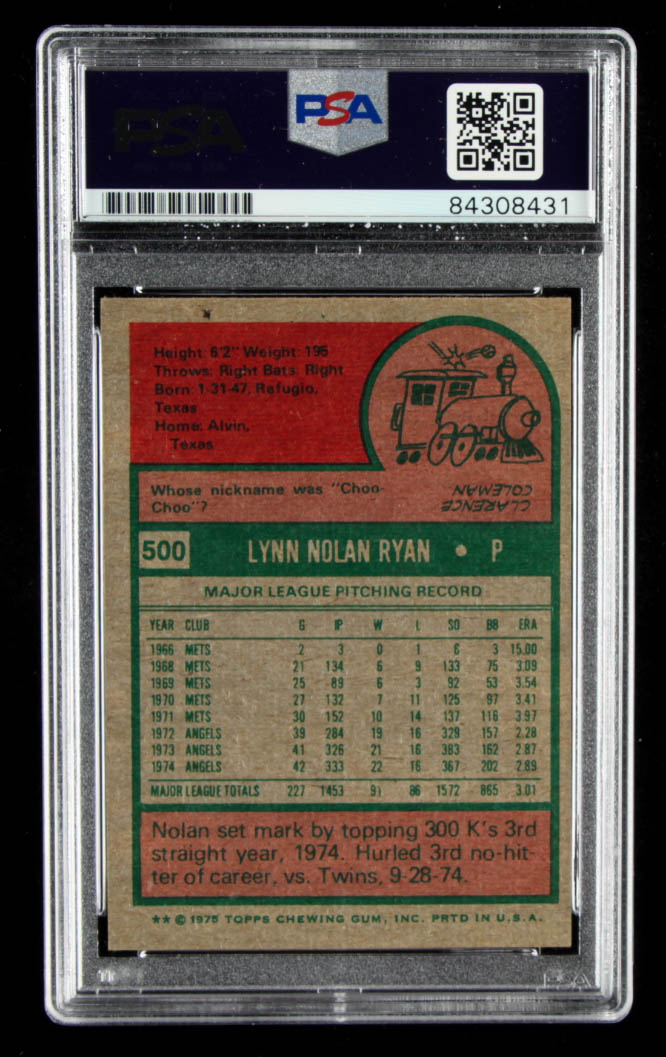 PSA
PSA
84308431
Height: 6'2" Weight: 195
Throws: Right Bats: Right
Born: 1-31-47, Refugio,
Texas
Home: Alvin,
Texas
Whose nickname was "Choo-
Choo"?
CLARENCE
COLEMAN
500 LYNN NOLAN RYAN • P
MAJOR LEAGUE PITCHING RECORD
YEAR CLUB G IP W L SO BB ERA
1966 METS 2 3 0 1 6 3 15.00
1968 METS 21 134 6 9 133 75 3.09
1969 METS 25 89 6 3 92 53 3.54
1970 METS 27 132 7 11 125 97 3.41
1971 METS 30 152 10 14 137 116 3.97
1972 ANGELS 39 284 19 16 329 157 2.28
1973 ANGELS 41 326 21 16 383 162 2.87
1974 ANGELS 42 333 22 16 367 202 2.89
MAJOR LEAGUE TOTALS 227 1453 91 86 1572 865 3.01
Nolan set mark by topping 300 K's 3rd
straight year, 1974. Hurled 3rd no-hit-
ter of career, vs. Twins, 9-28-74.
** © 1975 TOPPS CHEWING GUM, INC. PRTD IN U.S.A.
PSA